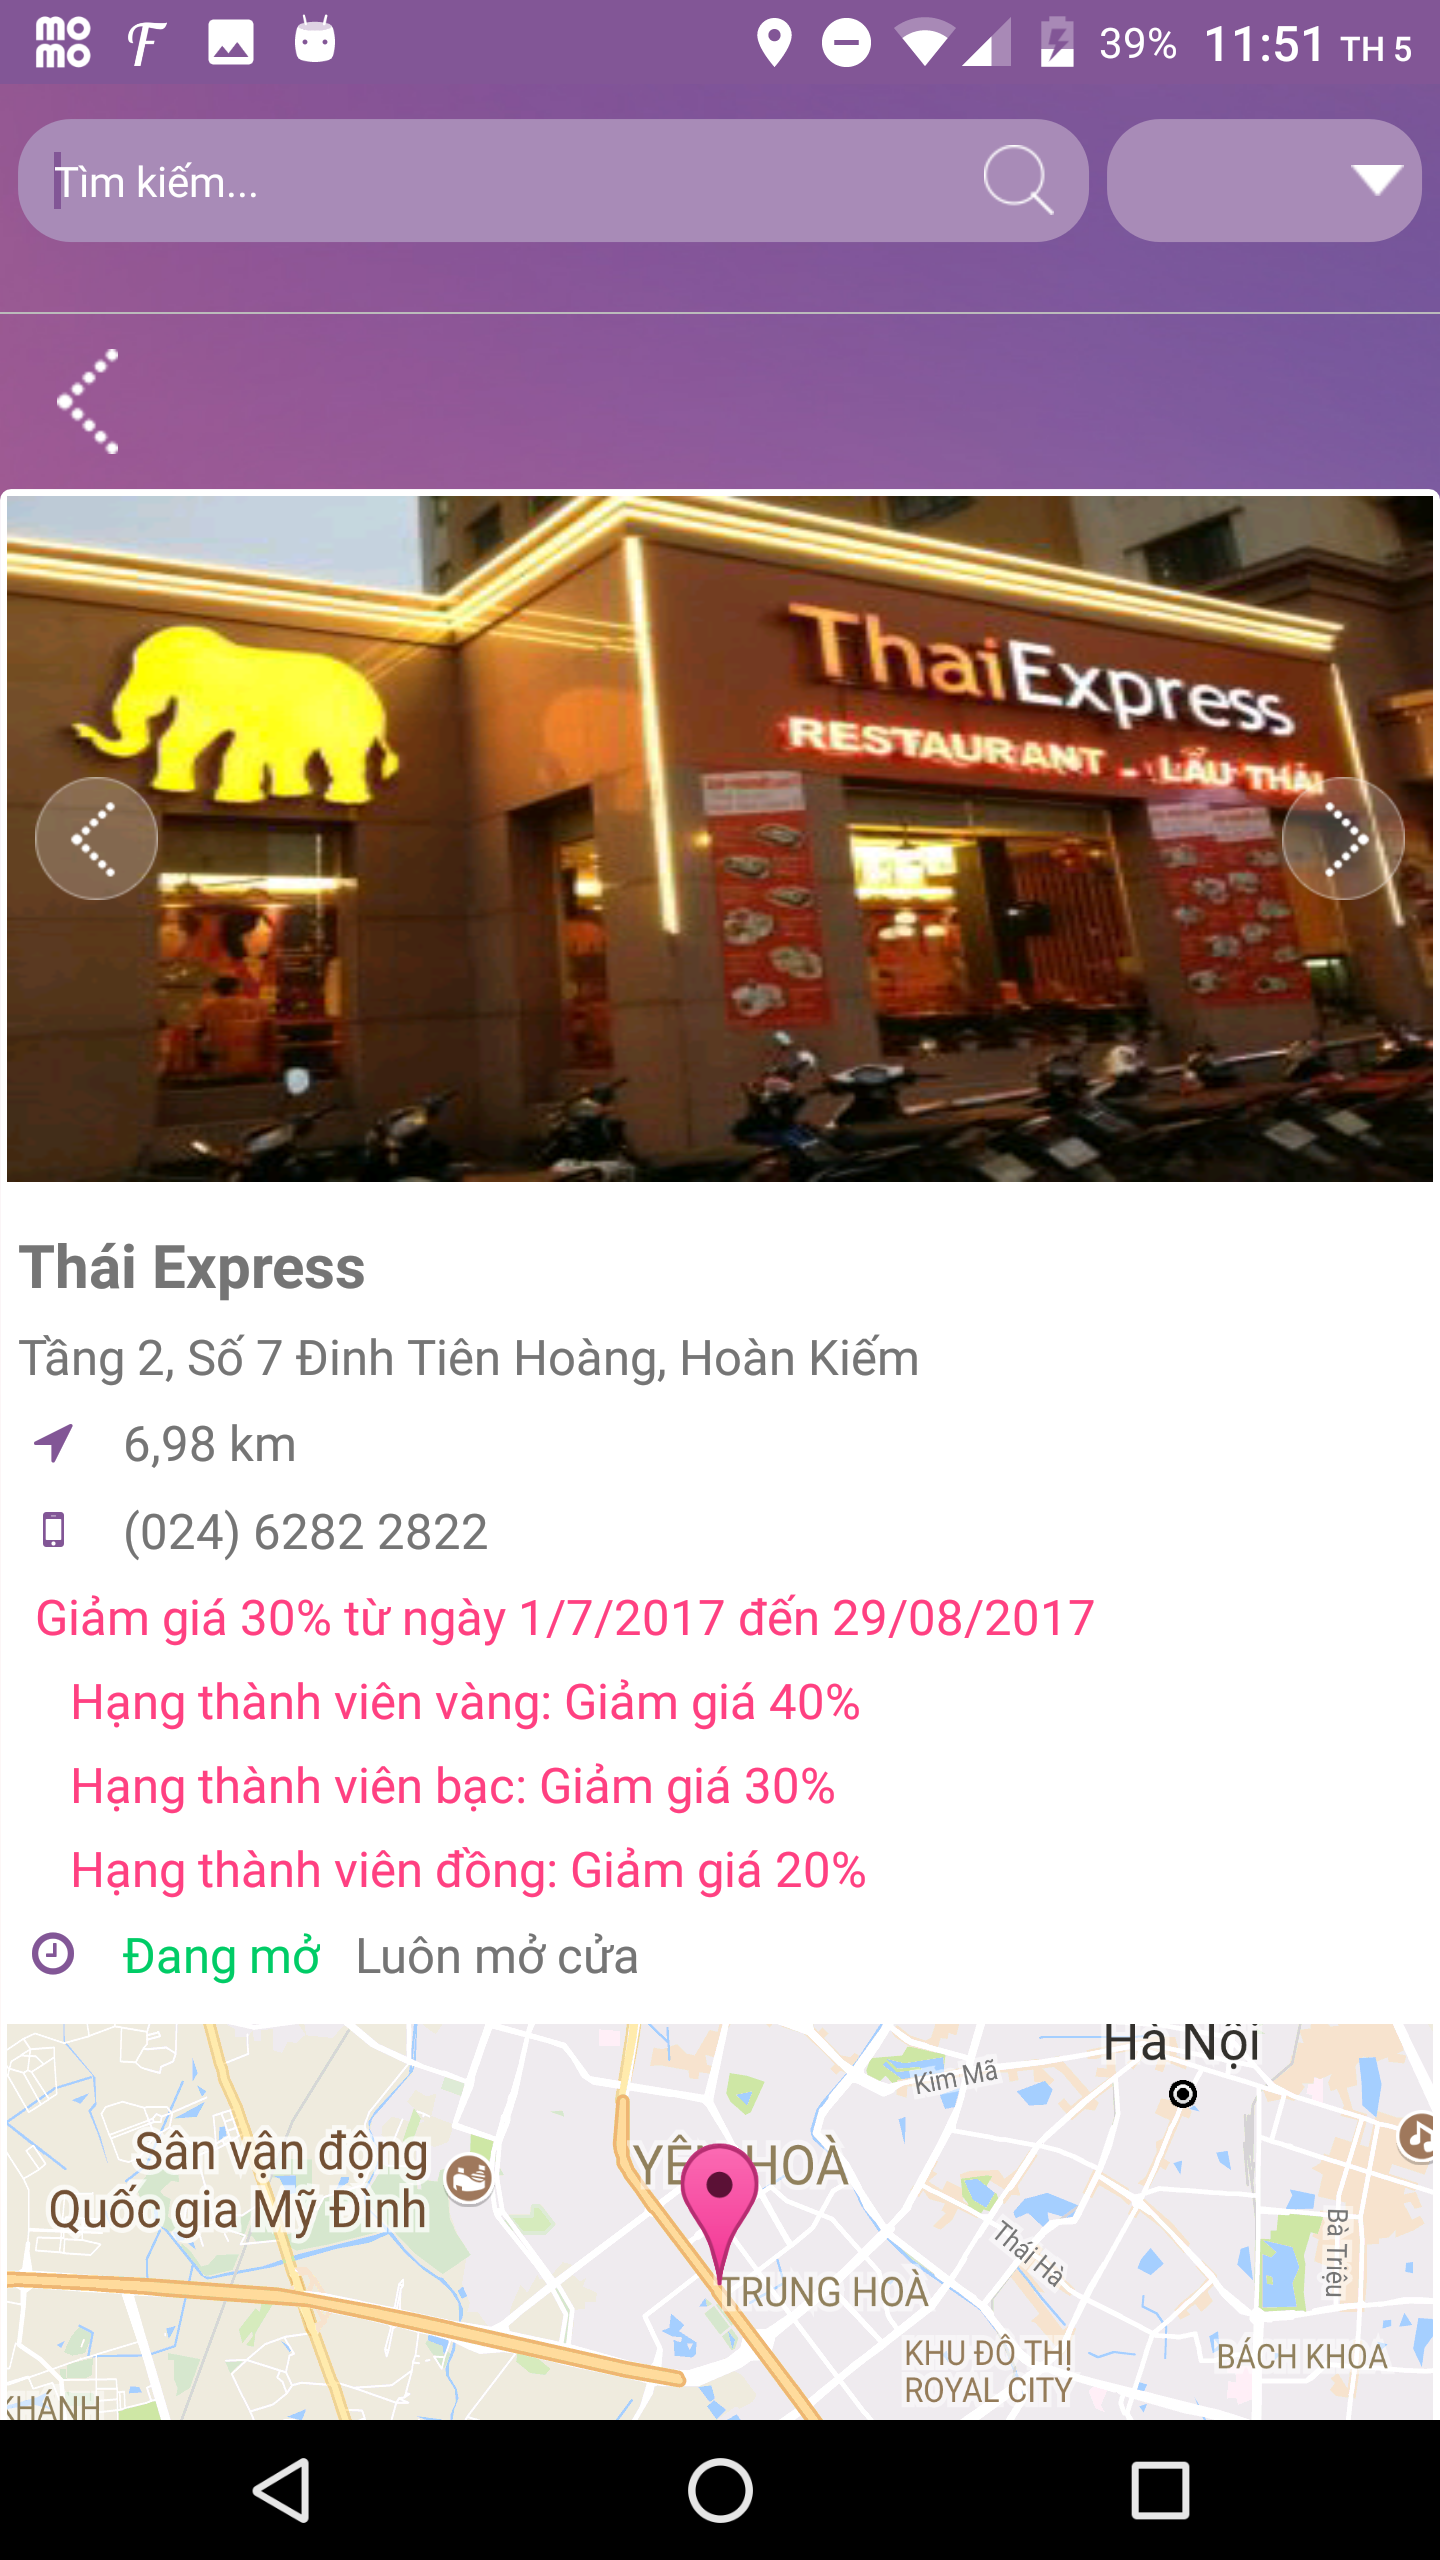 MOMO F 39% 11:51 TH 5
Tìm kiếm...
ThaiExpress
RESTAURANT - LẨU THÁI
Thái Express
Tầng 2, Số 7 Đinh Tiên Hoàng, Hoàn Kiếm
6,98 km
(024) 6282 2822
Giảm giá 30% từ ngày 1/7/2017 đến 29/08/2017
Hạng thành viên vàng: Giảm giá 40%
Hạng thành viên bạc: Giảm giá 30%
Hạng thành viên đồng: Giảm giá 20%
Đang mở Luôn mở cửa
Hà Nội
Kim Mã
Sân vận động
Quốc gia Mỹ Đình
HOÀ
Thái Hà
Bà Triệu
TRUNG HOÀ
KHU ĐÔ THỊ
ROYAL CITY
BÁCH KHOA
KHÁNH